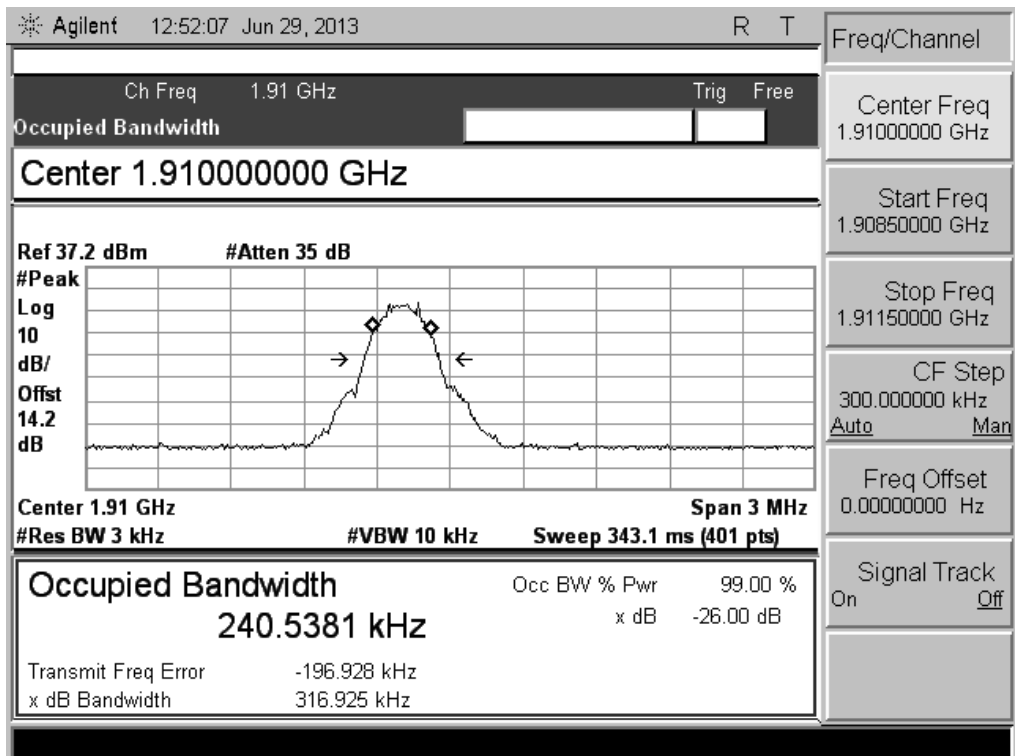 Agilent 12:52:07 Jun 29, 2013 R T
Freq/Channel
Ch Freq 1.91 GHz Trig Free
Occupied Bandwidth
Center 1.910000000 GHz
Ref 37.2 dBm #Atten 35 dB
#Peak
Log
10
dB/
Offst
14.2
dB
Center 1.91 GHz Span 3 MHz
#Res BW 3 kHz #VBW 10 kHz Sweep 343.1 ms (401 pts)
Occupied Bandwidth Occ BW % Pwr 99.00 %
240.5381 kHz x dB -26.00 dB
Transmit Freq Error -196.928 kHz
x dB Bandwidth 316.925 kHz
Center Freq
1.91000000 GHz
Start Freq
1.90850000 GHz
Stop Freq
1.91150000 GHz
CF Step
300.000000 kHz
Auto Man
Freq Offset
0.00000000 Hz
Signal Track
On Off